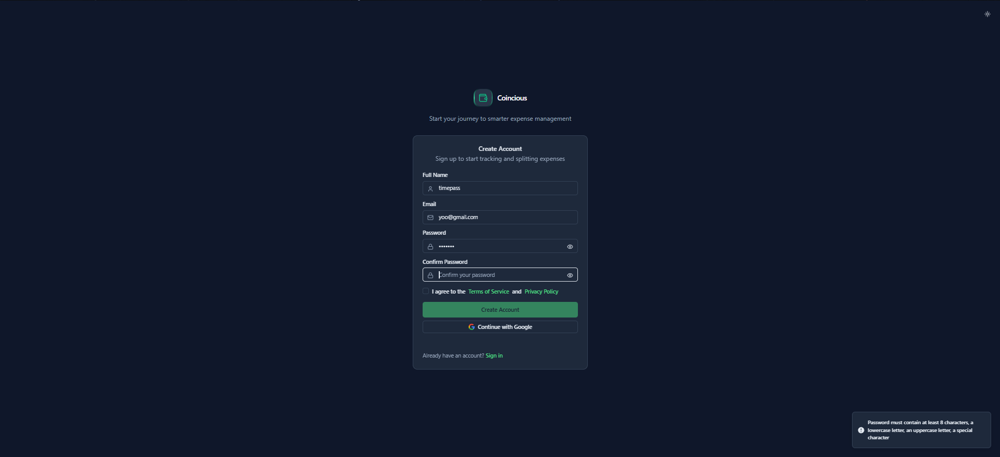 Coincious
Start your journey to smarter expense management
Create Account
Sign up to start tracking and splitting expenses
Full Name
timepass
Email
yoo@gmail.com
Password
•••••••
Confirm Password
Confirm your password
I agree to the Terms of Service and Privacy Policy
Create Account
Continue with Google
Already have an account? Sign in
Password must contain at least 8 characters, a
lowercase letter, an uppercase letter, a special
character